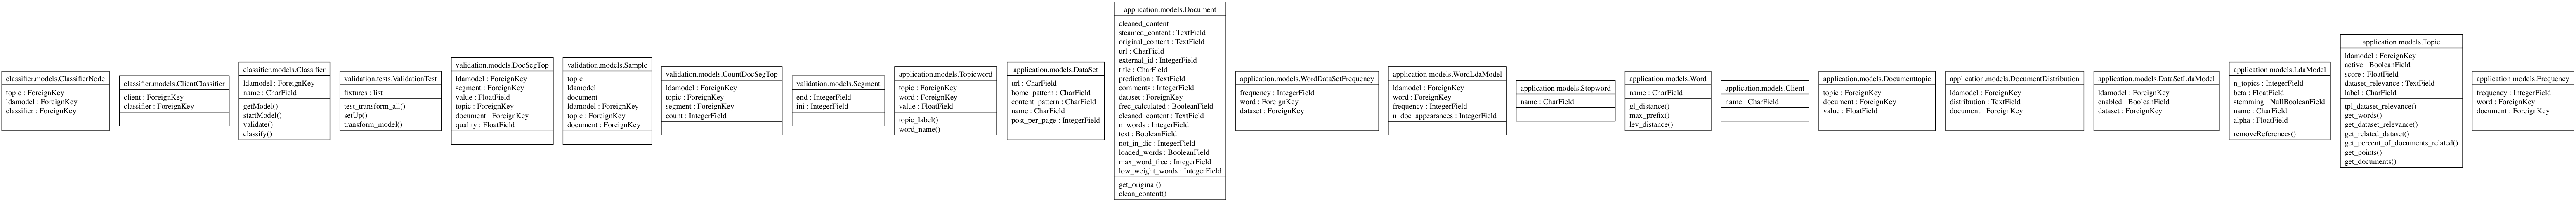 classifier.models.ClassifierNode
topic : ForeignKey
ldamodel : ForeignKey
classifier : ForeignKey
classifier.models.ClientClassifier
client : ForeignKey
classifier : ForeignKey
classifier.models.Classifier
ldamodel : ForeignKey
name : CharField
getModel()
startModel()
validate()
classify()
validation.tests.ValidationTest
fixtures : list
test_transform_all()
setUp()
transform_model()
validation.models.DocSegTop
ldamodel : ForeignKey
segment : ForeignKey
value : FloatField
topic : ForeignKey
document : ForeignKey
quality : FloatField
validation.models.Sample
topic
ldamodel
document
ldamodel : ForeignKey
topic : ForeignKey
document : ForeignKey
validation.models.CountDocSegTop
ldamodel : ForeignKey
topic : ForeignKey
segment : ForeignKey
count : IntegerField
validation.models.Segment
end : IntegerField
ini : IntegerField
application.models.Topicword
topic : ForeignKey
word : ForeignKey
value : FloatField
topic_label()
word_name()
application.models.DataSet
url : CharField
home_pattern : CharField
content_pattern : CharField
name : CharField
post_per_page : IntegerField
application.models.Document
cleaned_content
steamed_content : TextField
original_content : TextField
url : CharField
external_id : IntegerField
title : CharField
prediction : TextField
comments : IntegerField
dataset : ForeignKey
frec_calculated : BooleanField
cleaned_content : TextField
n_words : IntegerField
test : BooleanField
not_in_dic : IntegerField
loaded_words : BooleanField
max_word_frec : IntegerField
low_weight_words : IntegerField
get_original()
clean_content()
application.models.WordDataSetFrequency
frequency : IntegerField
word : ForeignKey
dataset : ForeignKey
application.models.WordLdaModel
ldamodel : ForeignKey
word : ForeignKey
frequency : IntegerField
n_doc_appearances : IntegerField
application.models.Stopword
name : CharField
application.models.Word
name : CharField
gl_distance()
max_prefix()
lev_distance()
application.models.Client
name : CharField
application.models.Documenttopic
topic : ForeignKey
document : ForeignKey
value : FloatField
application.models.DocumentDistribution
ldamodel : ForeignKey
distribution : TextField
document : ForeignKey
application.models.DataSetLdaModel
ldamodel : ForeignKey
enabled : BooleanField
dataset : ForeignKey
application.models.LdaModel
n_topics : IntegerField
beta : FloatField
stemming : NullBooleanField
name : CharField
alpha : FloatField
removeReferences()
application.models.Topic
ldamodel : ForeignKey
active : BooleanField
score : FloatField
dataset_relevance : TextField
label : CharField
tpl_dataset_relevance()
get_words()
get_dataset_relevance()
get_related_dataset()
get_percent_of_documents_related()
get_points()
get_documents()
application.models.Frequency
frequency : IntegerField
word : ForeignKey
document : ForeignKey